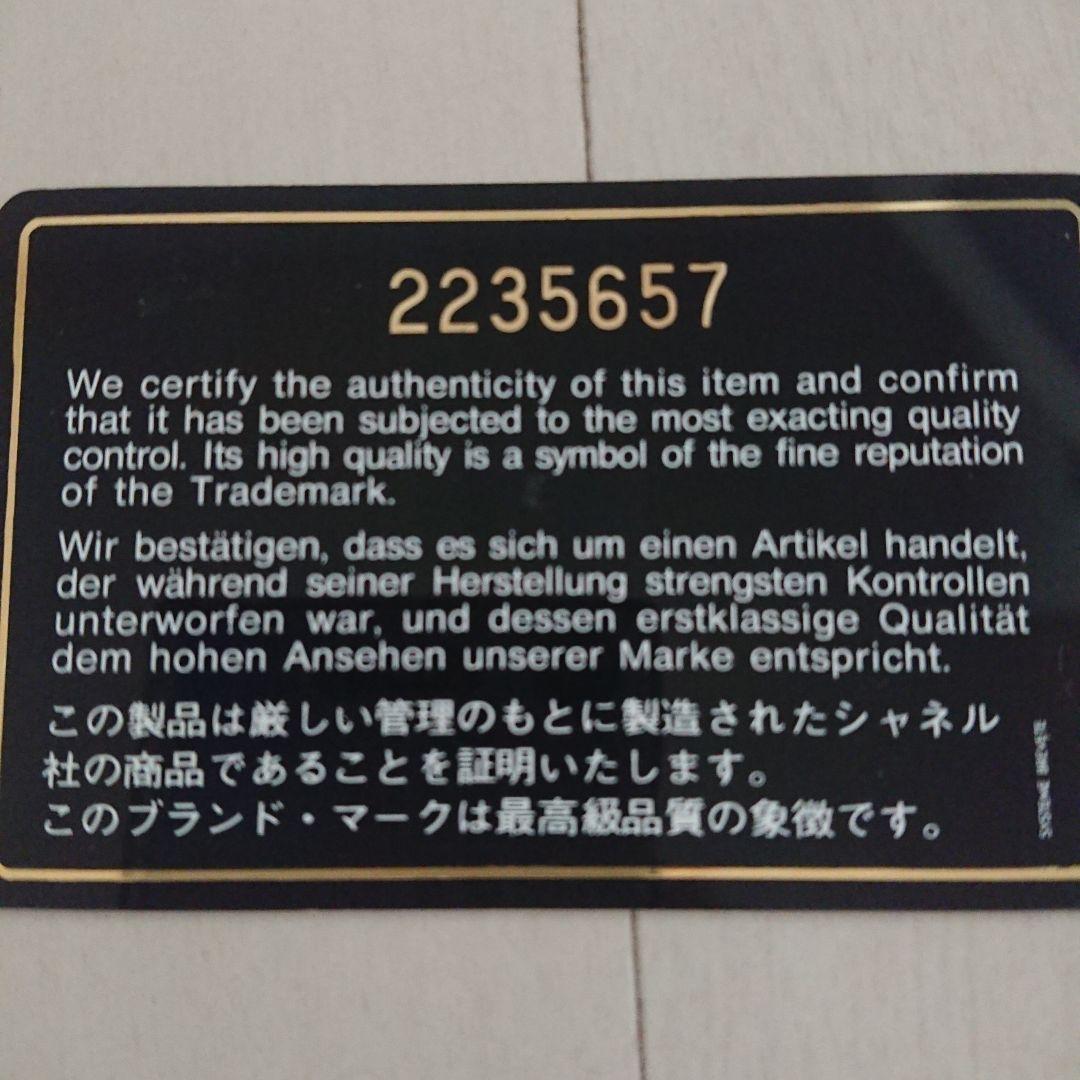 2235657
We certify the authenticity of this item and confirm
that it has been subjected to the most exacting quality
control. Its high quality is a symbol of the fine reputation
of the Trademark.
Wir bestätigen, dass es sich um einen Artikel handelt,
der während seiner Herstellung strengsten Kontrollen
unterworfen war, und dessen erstklassige Qualität
dem hohen Ansehen unserer Marke entspricht.
この製品は厳しい管理のもとに製造されたシャネル
社の商品であることを証明いたします。
このブランド・マークは最高級品質の象徴です。